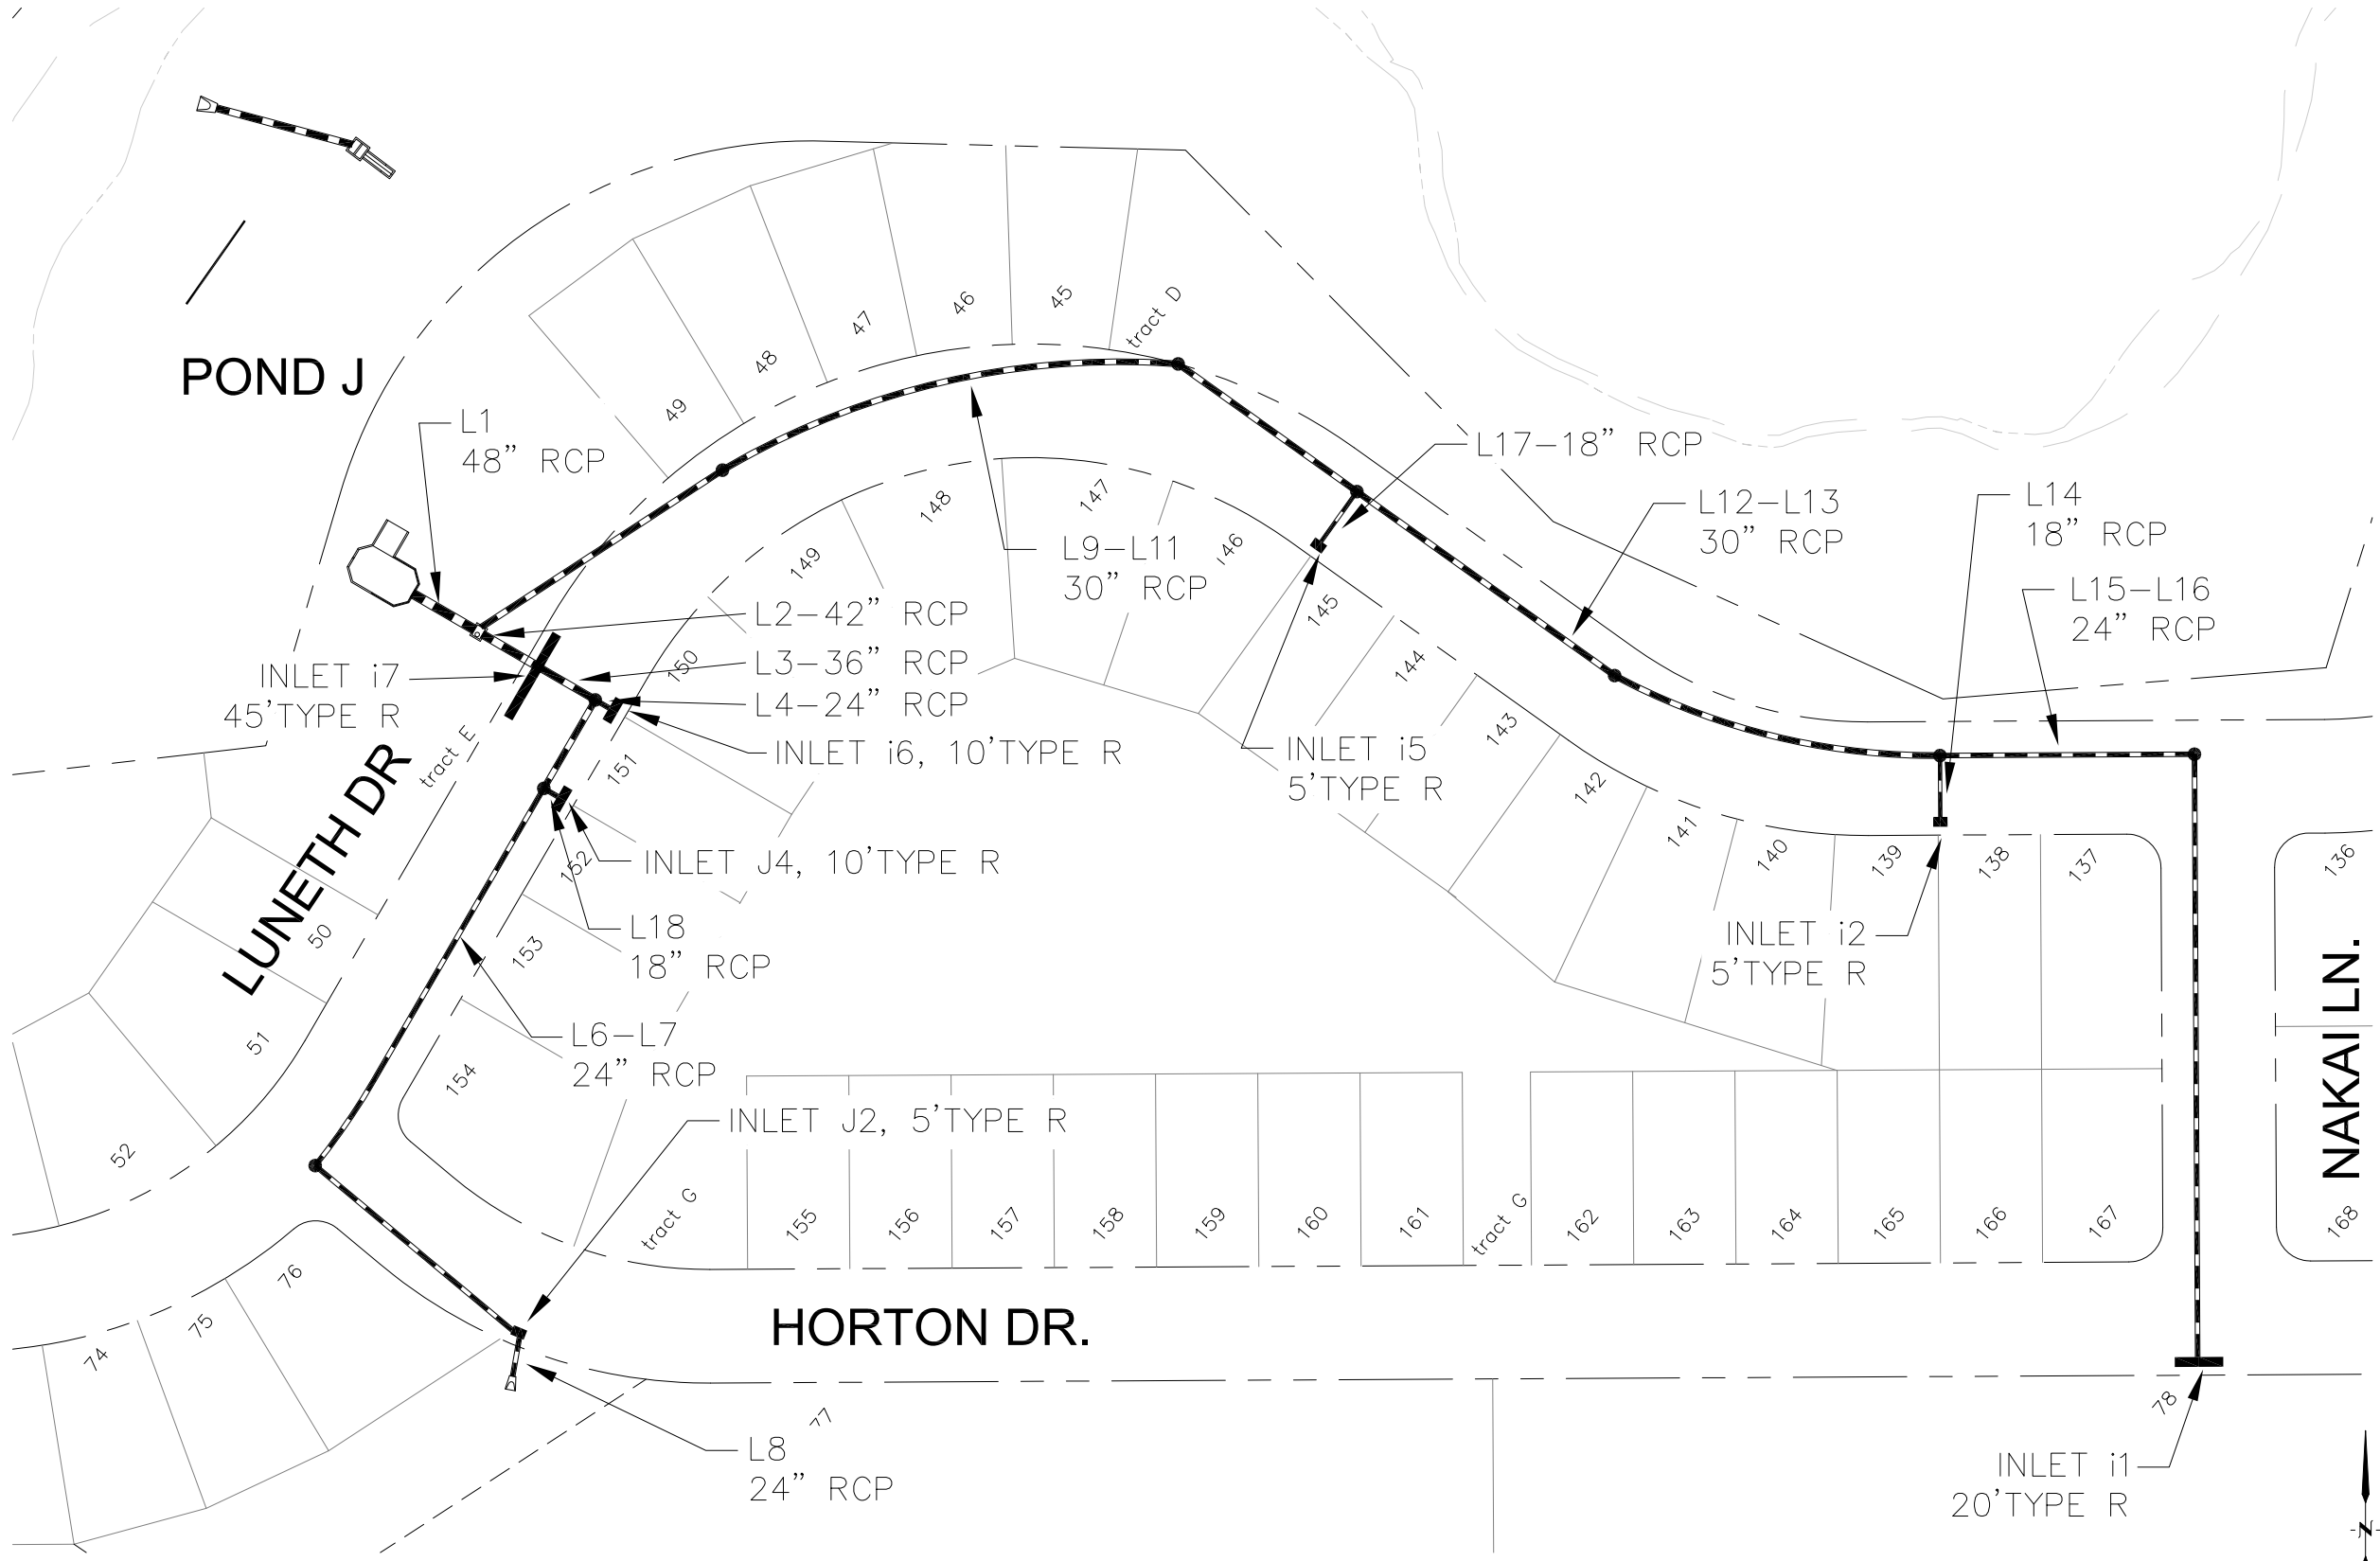 POND J
L1
48" RCP
49
48
47
46
45
tract D
L17-18" RCP
L12-L13
30" RCP
L14
18" RCP
L15-L16
24" RCP
L9-L11
30" RCP
L2-42" RCP
L3-36" RCP
L4-24" RCP
INLET i7
45'TYPE R
INLET i6, 10'TYPE R
INLET J4, 10'TYPE R
INLET i5
5'TYPE R
INLET i2
5'TYPE R
L18
18" RCP
L6-L7
24" RCP
INLET J2, 5'TYPE R
L8
24" RCP
INLET i1
20'TYPE R
LUNETH DR
HORTON DR.
NAKAI LN.
tract E
tract G
tract G
150
149
148
147
146
145
144
143
142
141
140
139
138
137
136
151
152
153
154
50
51
52
74
75
76
77
78
155
156
157
158
159
160
161
162
163
164
165
166
167
168
N